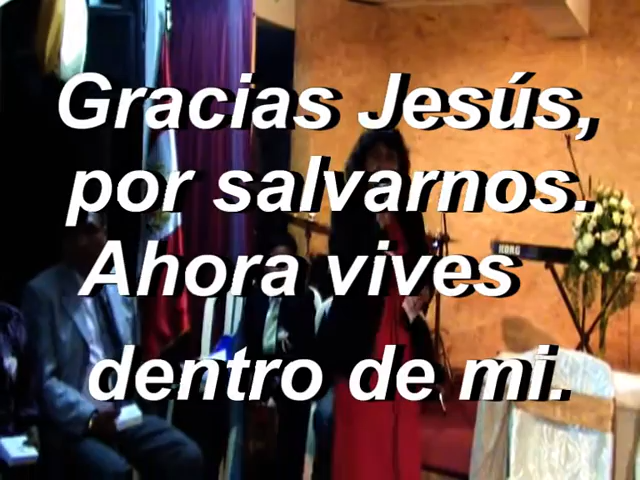 Gracias Jesús,
por salvarnos.
Ahora vives
dentro de mi.
KORG